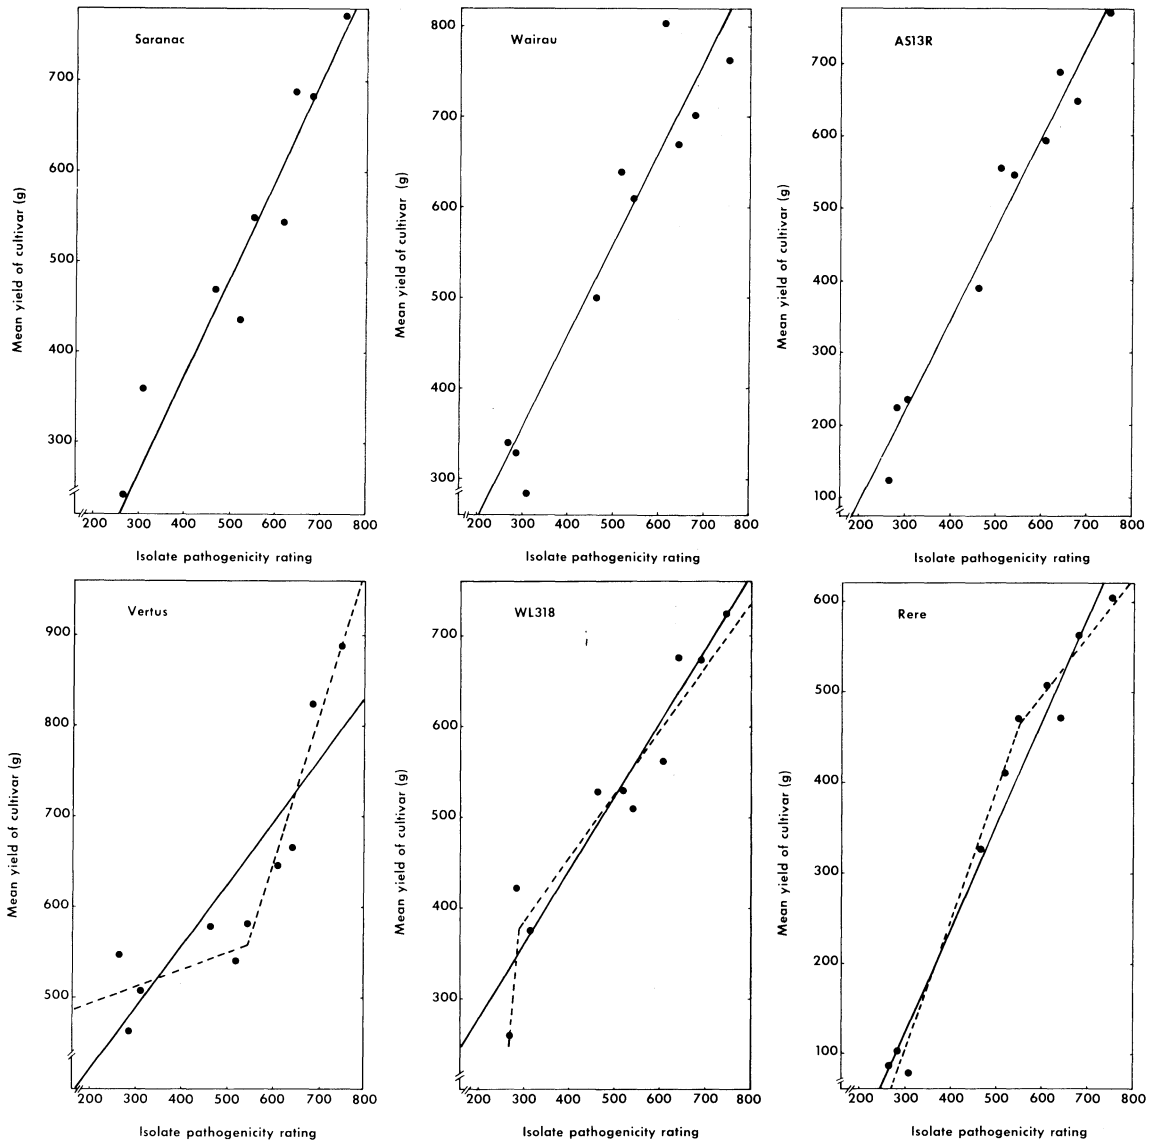 Saranac
Mean yield of cultivar (g)
700
600
500
400
300
200 300 400 500 600 700 800
Isolate pathogenicity rating
Wairau
Mean yield of cultivar (g)
800
700
600
500
400
300
200 300 400 500 600 700 800
Isolate pathogenicity rating
AS13R
Mean yield of cultivar (g)
700
600
500
400
300
200
100
200 300 400 500 600 700 800
Isolate pathogenicity rating
Vertus
Mean yield of cultivar (g)
900
800
700
600
500
200 300 400 500 600 700 800
Isolate pathogenicity rating
WL318
Mean yield of cultivar (g)
700
600
500
400
300
200 300 400 500 600 700 800
Isolate pathogenicity rating
Rere
Mean yield of cultivar (g)
600
500
400
300
200
100
200 300 400 500 600 700 800
Isolate pathogenicity rating